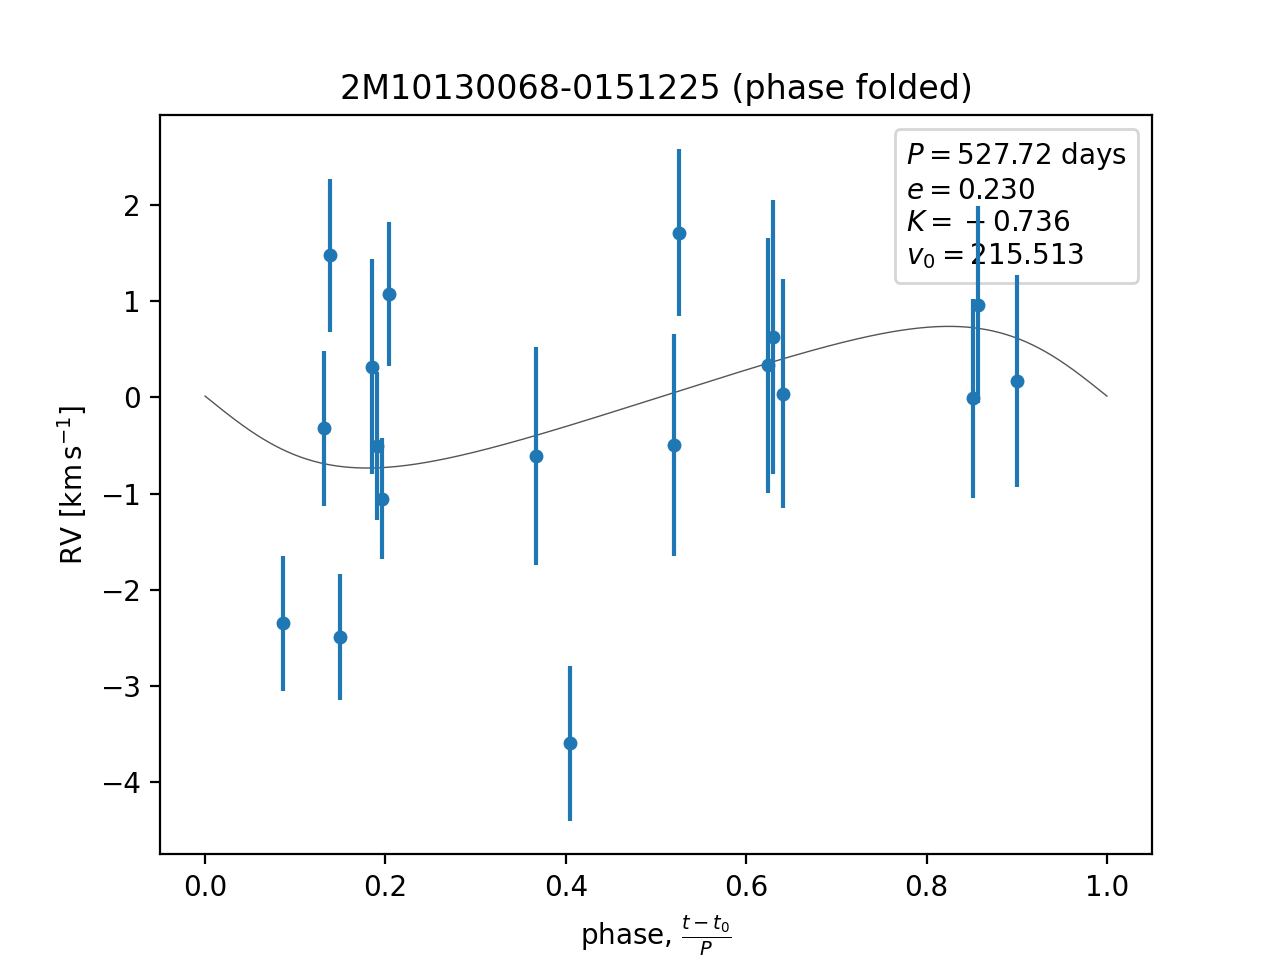 2M10130068-0151225 (phase folded)
P = 527.72 days
e = 0.230
K = −0.736
v₀ = 215.513
2
1
0
−1
−2
−3
−4
RV [km s⁻¹]
0.0 0.2 0.4 0.6 0.8 1.0
phase, (t − t₀)/P